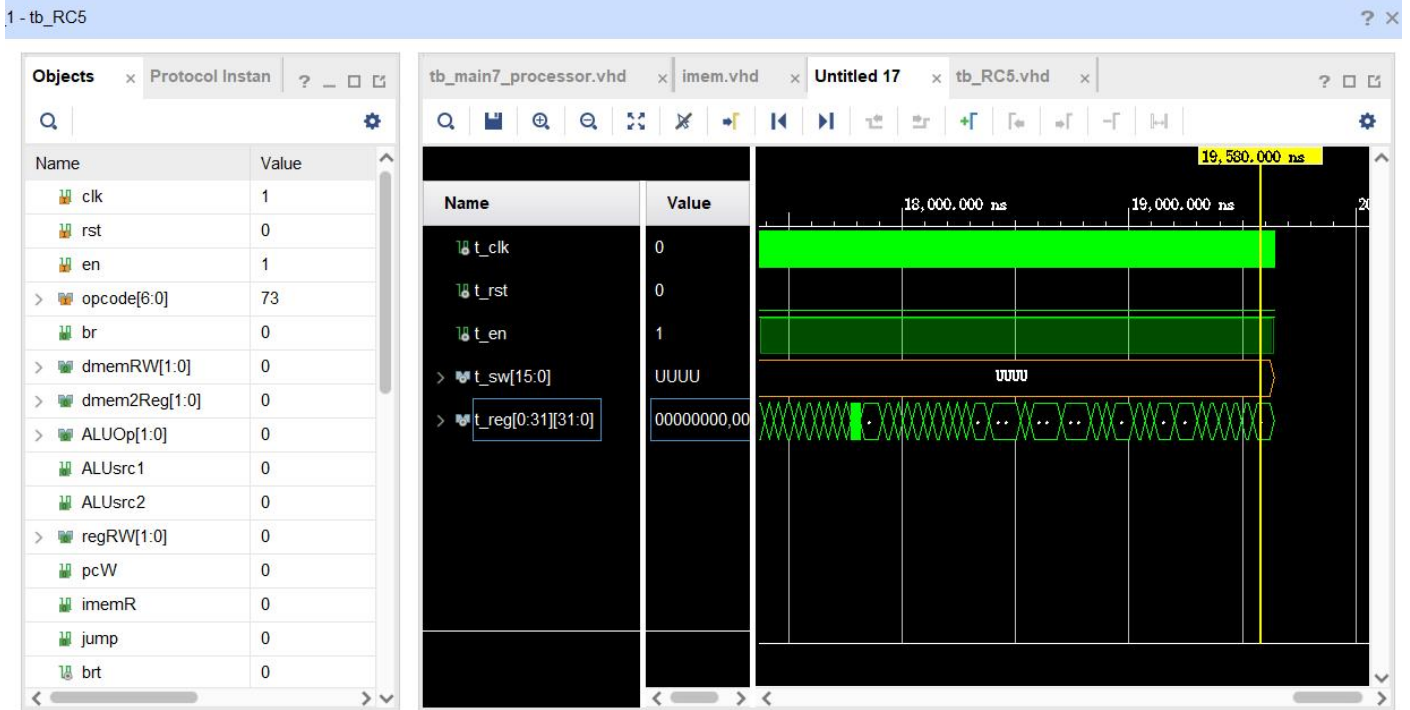 _1 - tb_RC5
? ×
Objects × Protocol Instan ? _
tb_main7_processor.vhd × imem.vhd × Untitled 17 × tb_RC5.vhd × ?
Name Value
clk 1
rst 0
en 1
opcode[6:0] 73
br 0
dmemRW[1:0] 0
dmem2Reg[1:0] 0
ALUOp[1:0] 0
ALUsrc1 0
ALUsrc2 0
regRW[1:0] 0
pcW 0
imemR 0
jump 0
brt 0
19,580.000 ns
Name Value
18,000.000 ns 19,000.000 ns 20
t_clk 0
t_rst 0
t_en 1
t_sw[15:0] UUUU UUUU
t_reg[0:31][31:0] 00000000,00